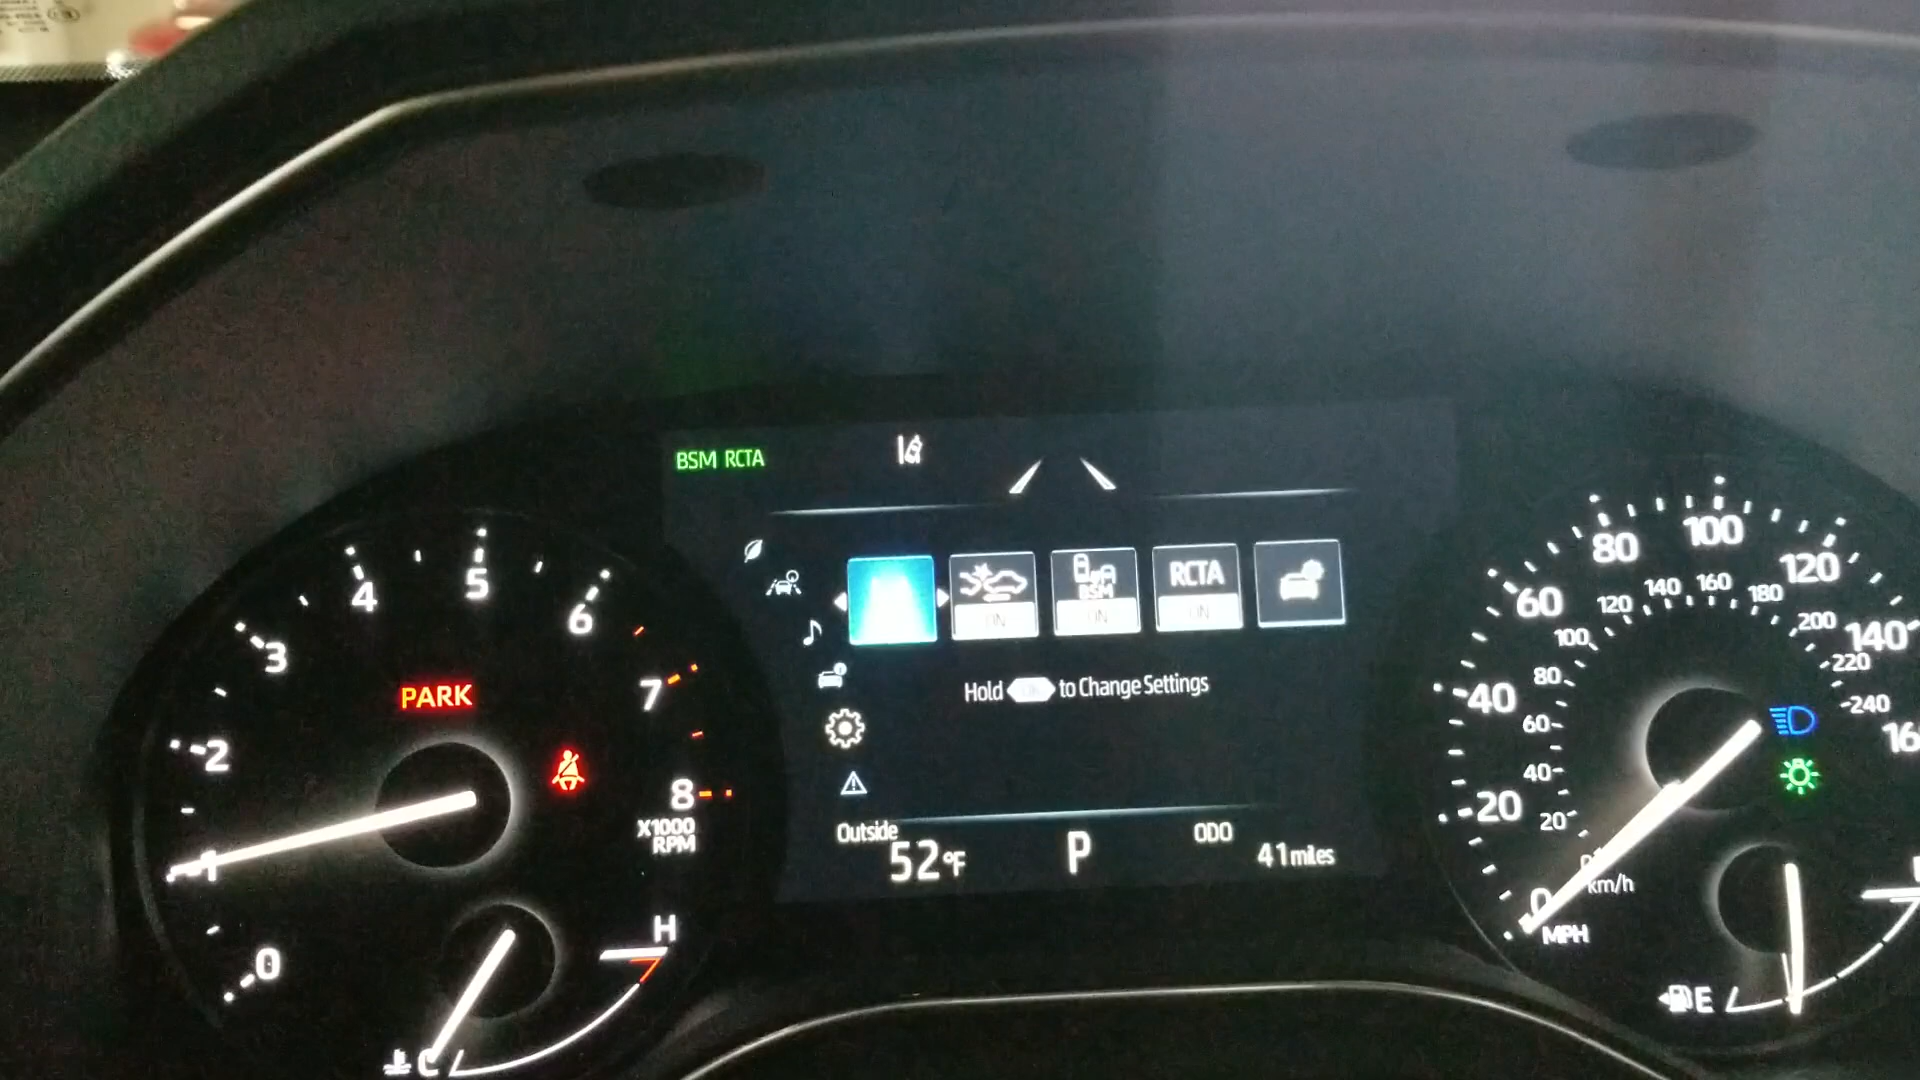 BSM RCTA
BSM
RCTA
ON
ON
ON
Hold OK to Change Settings
Outside
52°F
P
ODO
41 miles
PARK
0
1
2
3
4
5
6
7
8
X1000
RPM
H
C
0
20
40
60
80
100
120
140
16
20
40
60
80
100
120
140
160
180
200
220
240
km/h
MPH
E